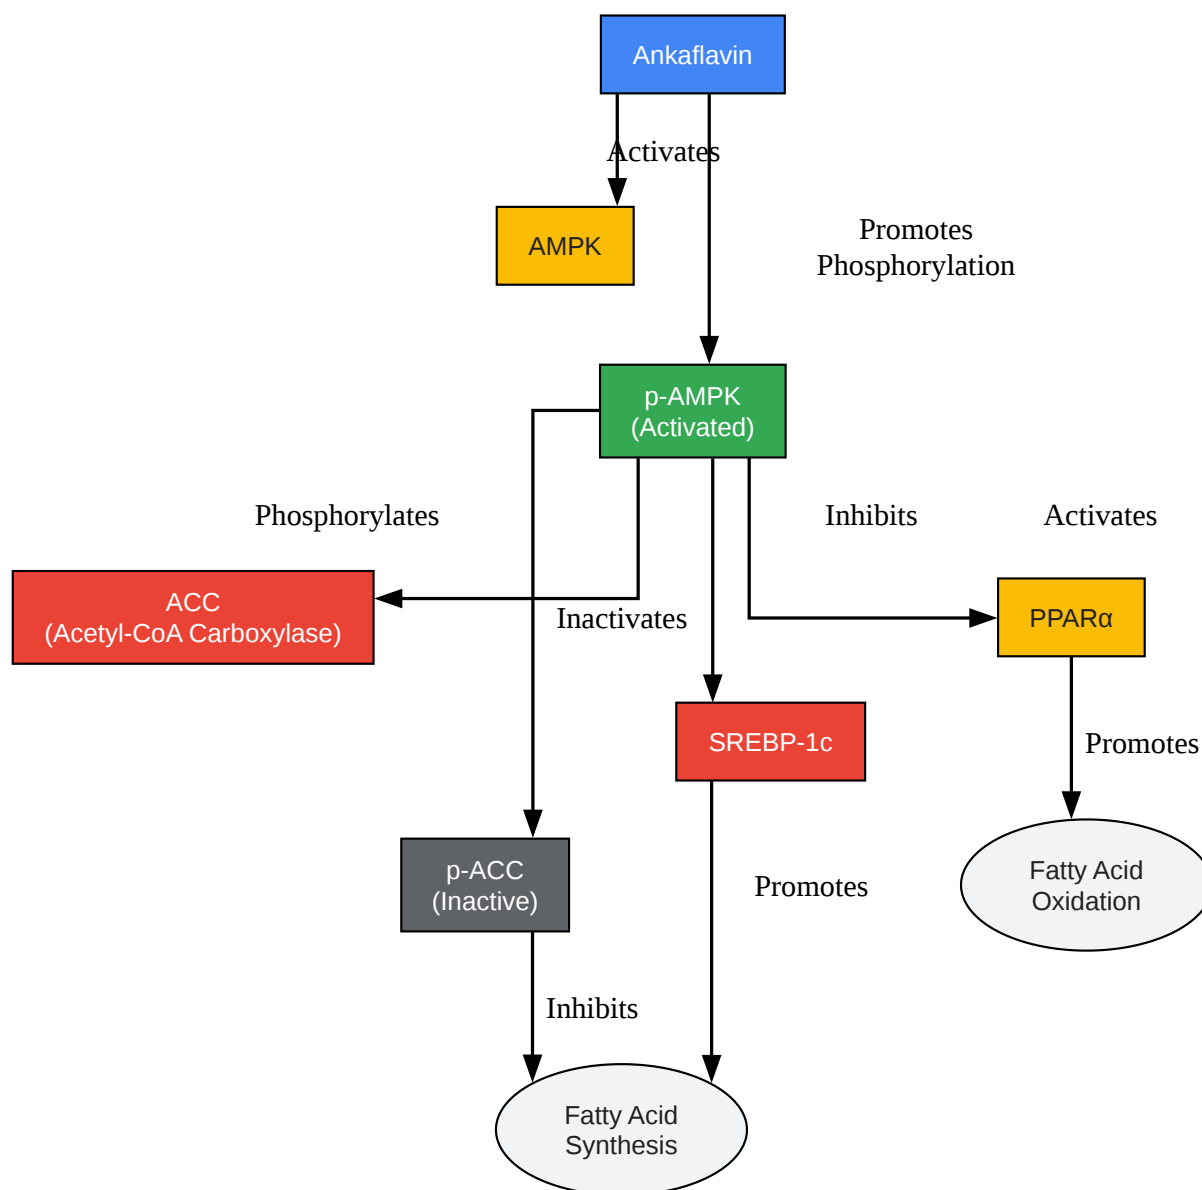 Ankaflavin
Activates
AMPK
Promotes
Phosphorylation
p-AMPK
(Activated)
Phosphorylates
Inhibits
Activates
ACC
(Acetyl-CoA Carboxylase)
Inactivates
PPARα
SREBP-1c
Promotes
p-ACC
(Inactive)
Promotes
Fatty Acid
Oxidation
Inhibits
Fatty Acid
Synthesis